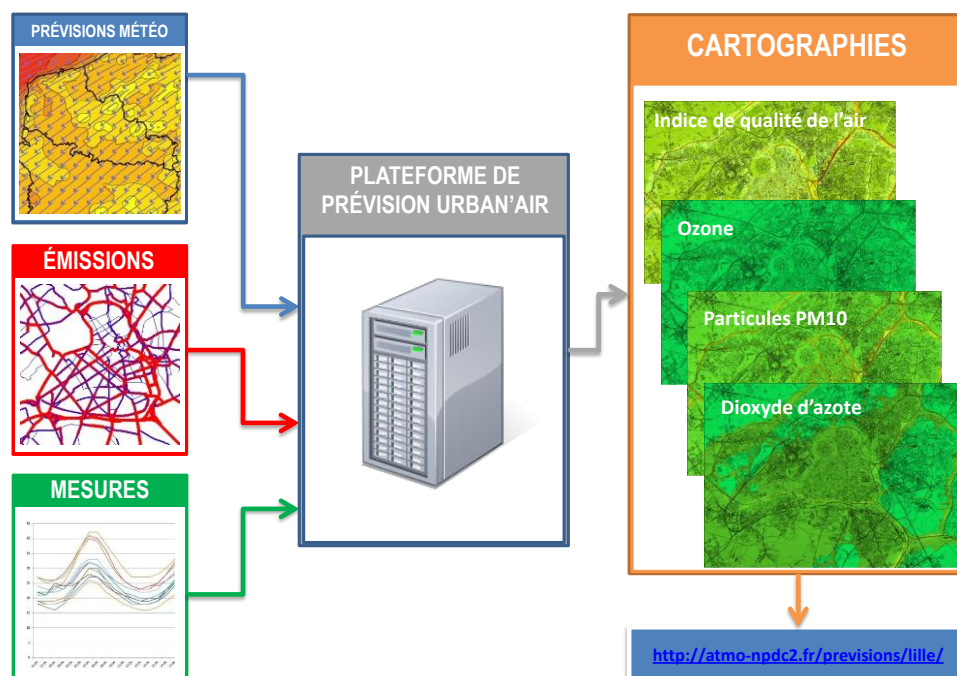 PRÉVISIONS MÉTÉO
ÉMISSIONS
MESURES
PLATEFORME DE
PRÉVISION URBAN'AIR
CARTOGRAPHIES
Indice de qualité de l'air
Ozone
Particules PM10
Dioxyde d'azote
http://atmo-npdc2.fr/previsions/lille/